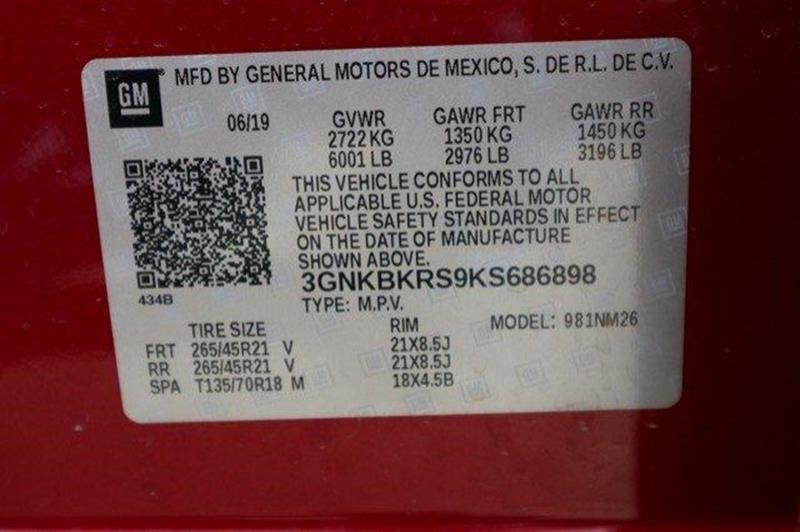 GM MFD BY GENERAL MOTORS DE MEXICO, S. DE R.L. DE C.V.
06/19 GVWR GAWR FRT GAWR RR
2722 KG 1350 KG 1450 KG
6001 LB 2976 LB 3196 LB
THIS VEHICLE CONFORMS TO ALL
APPLICABLE U.S. FEDERAL MOTOR
VEHICLE SAFETY STANDARDS IN EFFECT
ON THE DATE OF MANUFACTURE
SHOWN ABOVE.
3GNKBKRS9KS686898
434B
TYPE: M.P.V.
TIRE SIZE RIM MODEL: 981NM26
FRT 265/45R21 V 21X8.5J
RR 265/45R21 V 21X8.5J
SPA T135/70R18 M 18X4.5B